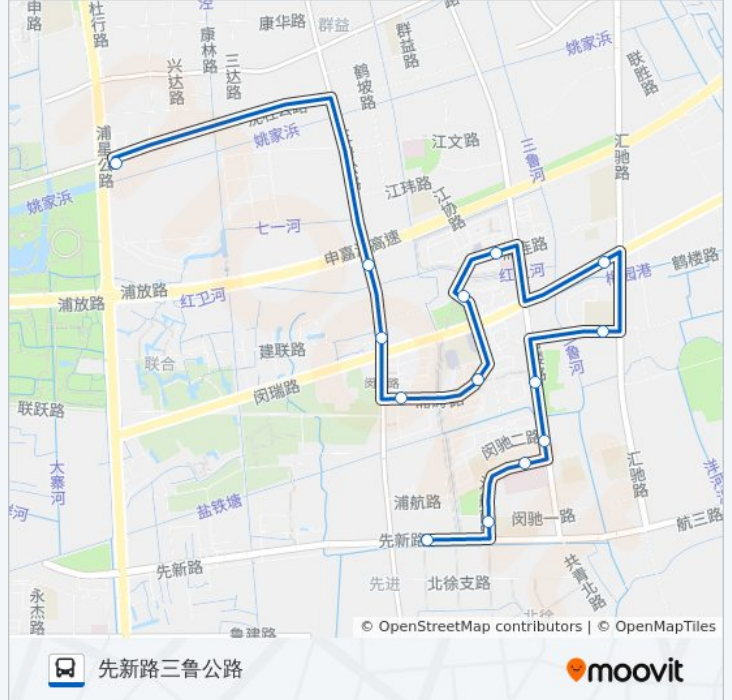 申
路
杜行路
泾
康华路
群益
群益路
康林路
三达路
兴达路
鹤坡路
姚家浜
联胜路
浦星公路
姚家浜
江文路
三鲁河
汇驰路
姚家浜
江玮路
江协路
七一河
申嘉
高速
鹤楼路
浦放路
浦放路
红卫河
联合
建联路
闵瑞路
联跃路
大寨河
盐铁塘
闵驰二路
汇驰路
浦航路
闵驰一路
航三路
先新路
先新路
先进
北徐支路
共青北路
永杰路
鲁建路
北徐
© OpenStreetMap contributors | © OpenMapTiles
先新路三鲁公路
moovit